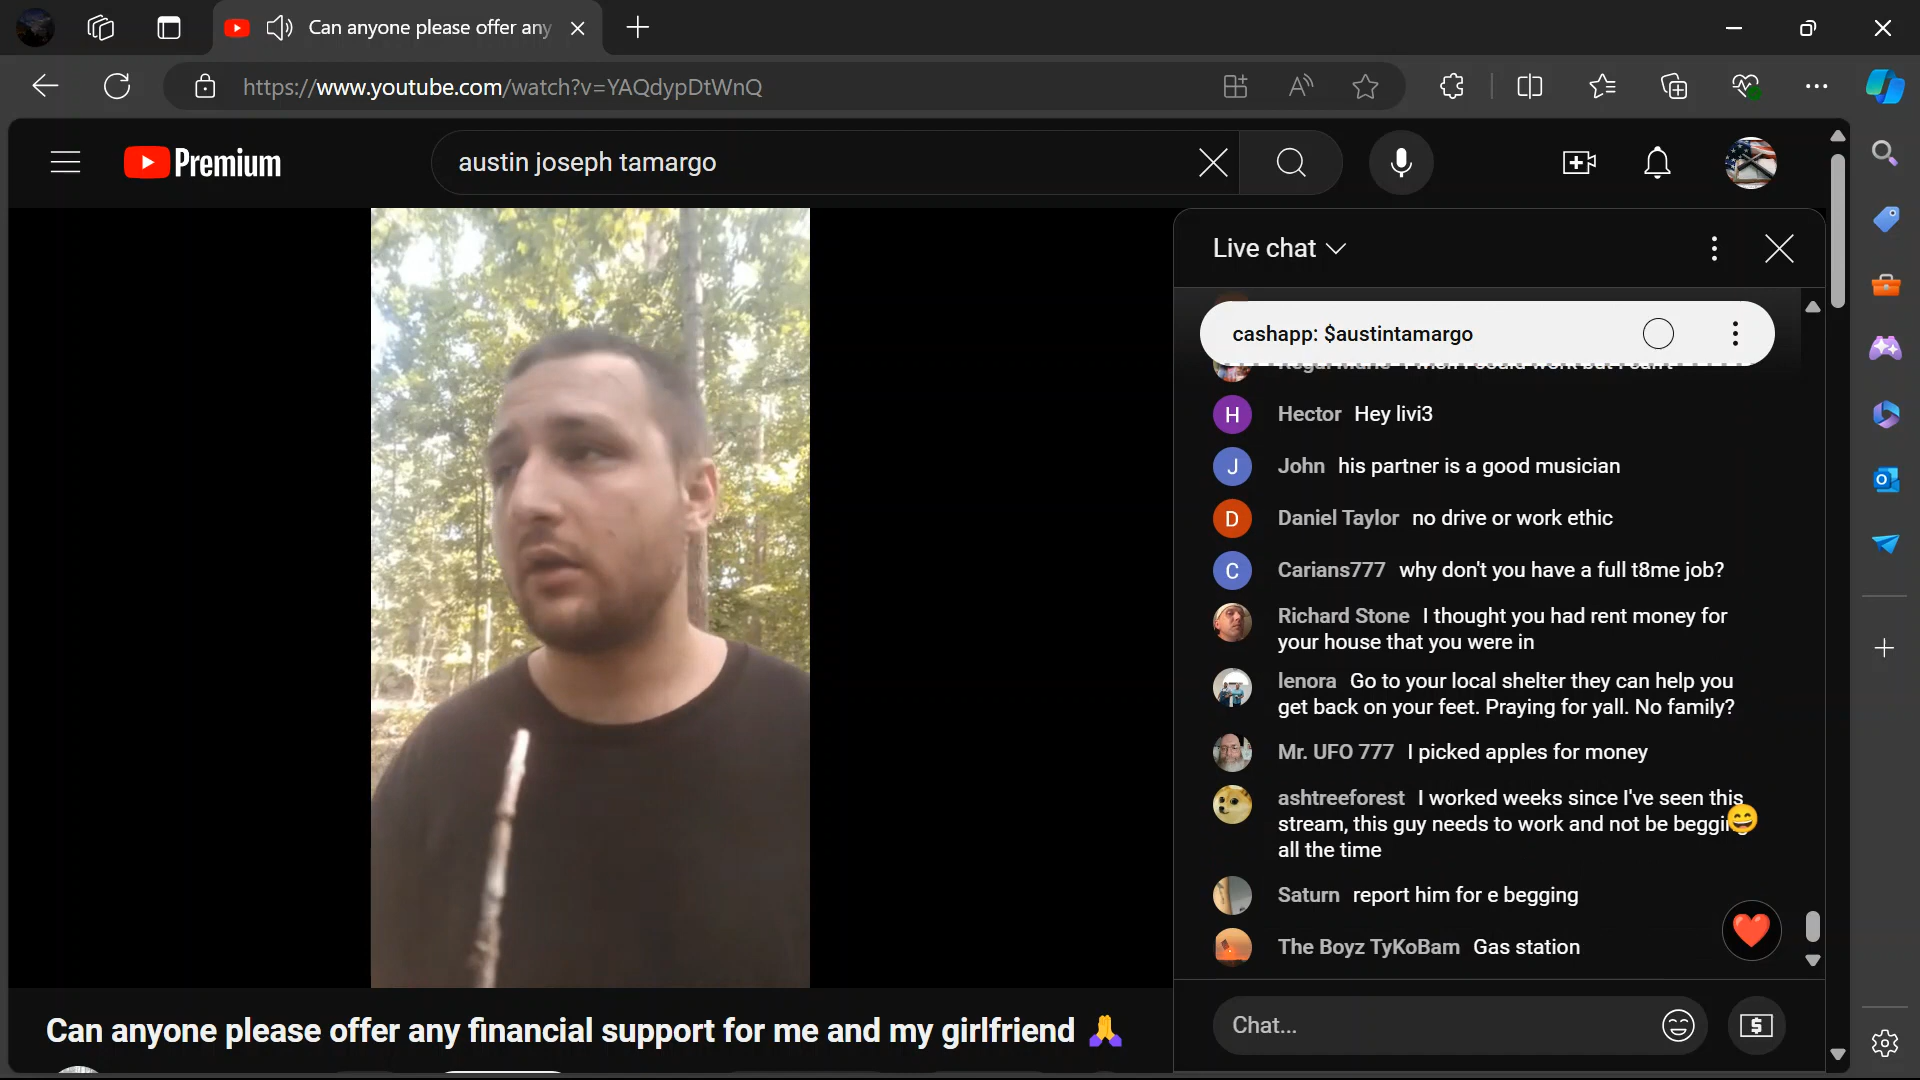 Can anyone please offer any
https://www.youtube.com/watch?v=YAQdypDtWnQ
Premium
austin joseph tamargo
Live chat
cashapp: $austintamargo
Hector Hey livi3
John his partner is a good musician
Daniel Taylor no drive or work ethic
Carians777 why don't you have a full t8me job?
Richard Stone I thought you had rent money for
your house that you were in
lenora Go to your local shelter they can help you
get back on your feet. Praying for yall. No family?
Mr. UFO 777 I picked apples for money
ashtreeforest I worked weeks since I've seen this
stream, this guy needs to work and not be begging
all the time
Saturn report him for e begging
The Boyz TyKoBam Gas station
Chat...
Can anyone please offer any financial support for me and my girlfriend 🙏